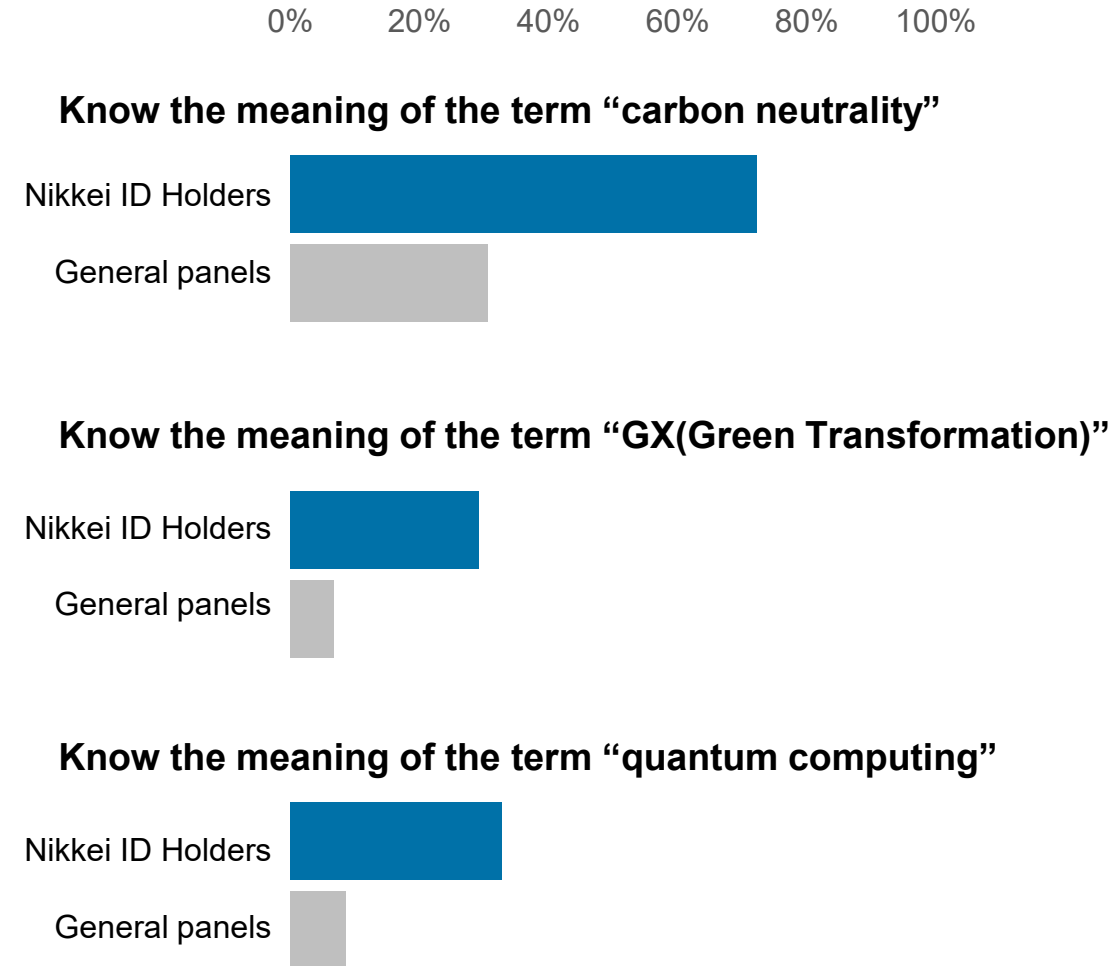 0% 20% 40% 60% 80% 100%
Know the meaning of the term “carbon neutrality”
Nikkei ID Holders
General panels
Know the meaning of the term “GX(Green Transformation)”
Nikkei ID Holders
General panels
Know the meaning of the term “quantum computing”
Nikkei ID Holders
General panels